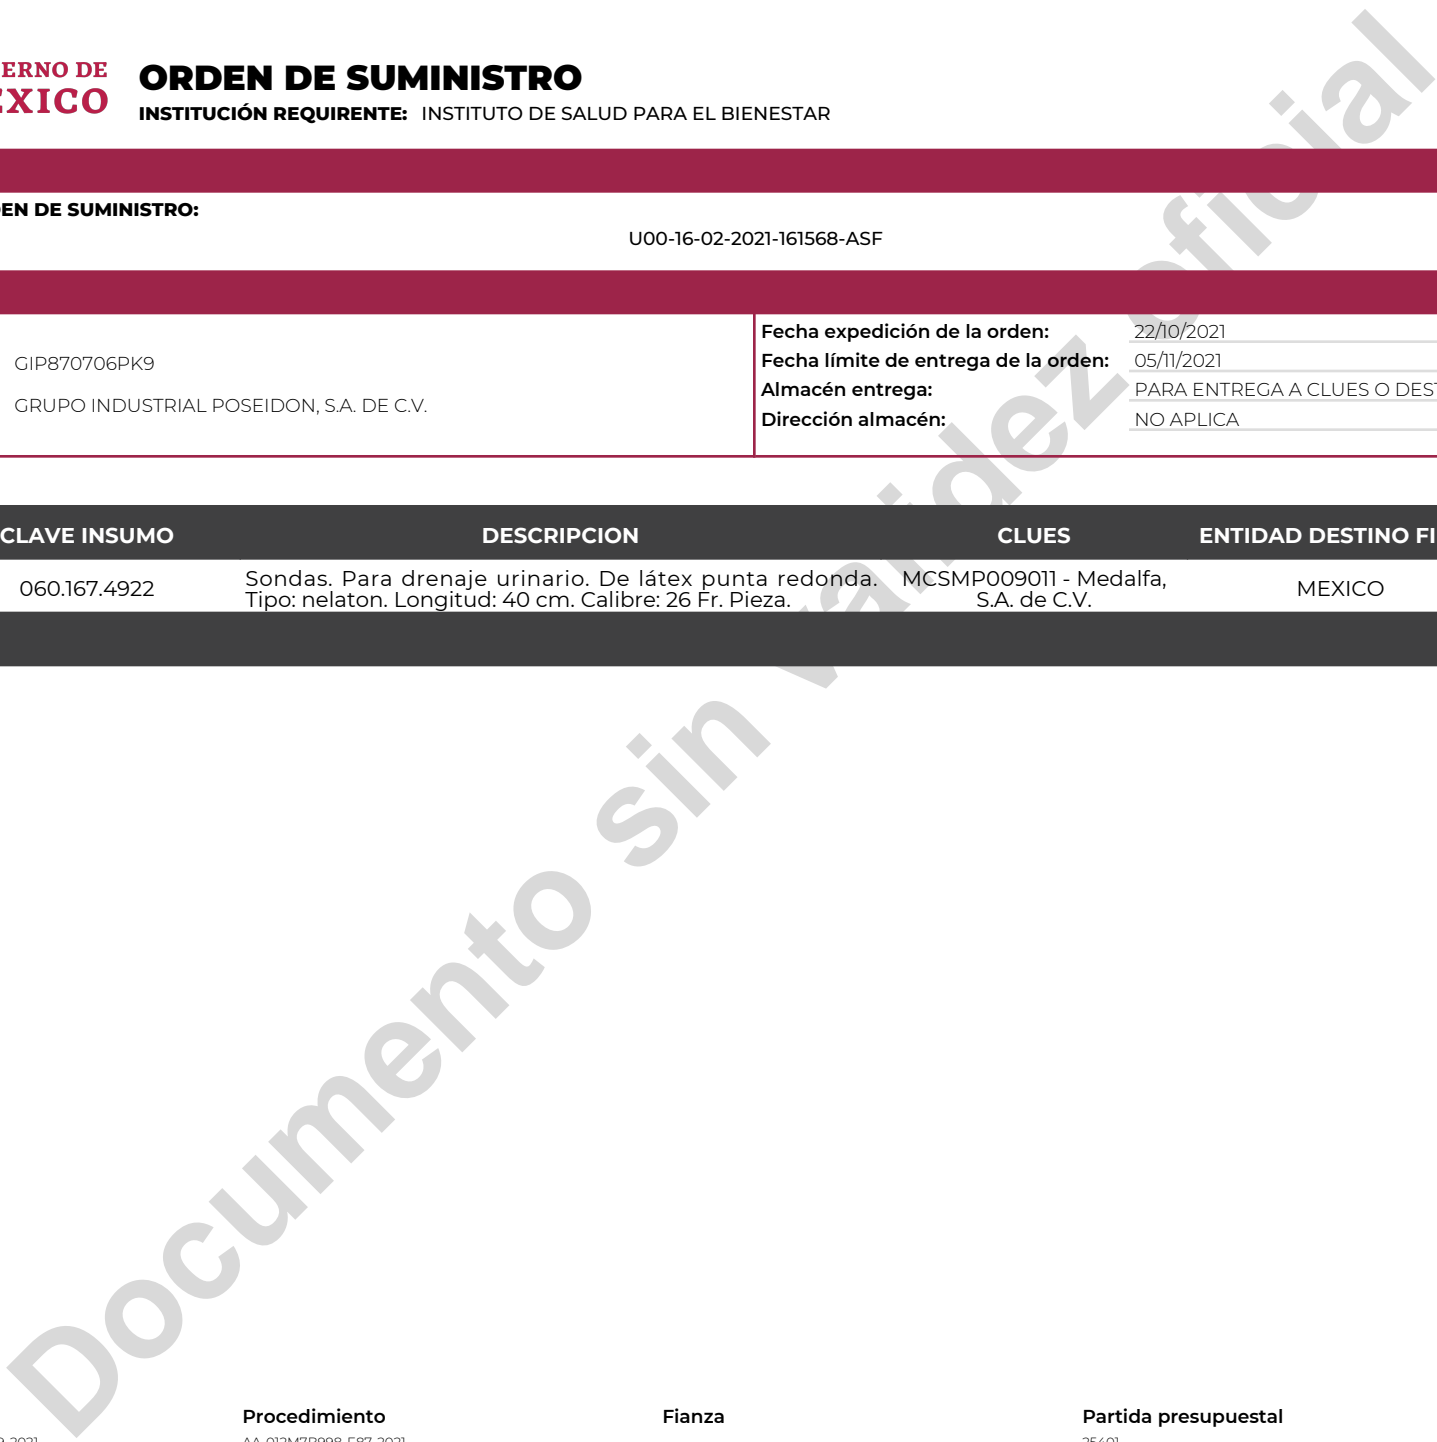 ERNO DE
ÉXICO
ORDEN DE SUMINISTRO
INSTITUCIÓN REQUIRENTE: INSTITUTO DE SALUD PARA EL BIENESTAR
EN DE SUMINISTRO:
U00-16-02-2021-161568-ASF
GIP870706PK9
GRUPO INDUSTRIAL POSEIDON, S.A. DE C.V.
Fecha expedición de la orden: 22/10/2021
Fecha límite de entrega de la orden: 05/11/2021
Almacén entrega: PARA ENTREGA A CLUES O DEST
Dirección almacén: NO APLICA
CLAVE INSUMO DESCRIPCION CLUES ENTIDAD DESTINO FI
060.167.4922 Sondas. Para drenaje urinario. De látex punta redonda. Tipo: nelaton. Longitud: 40 cm. Calibre: 26 Fr. Pieza. MCSMP009011 - Medalfa, S.A. de C.V. MEXICO
Documento sin validez oficial
Procedimiento Fianza Partida presupuestal